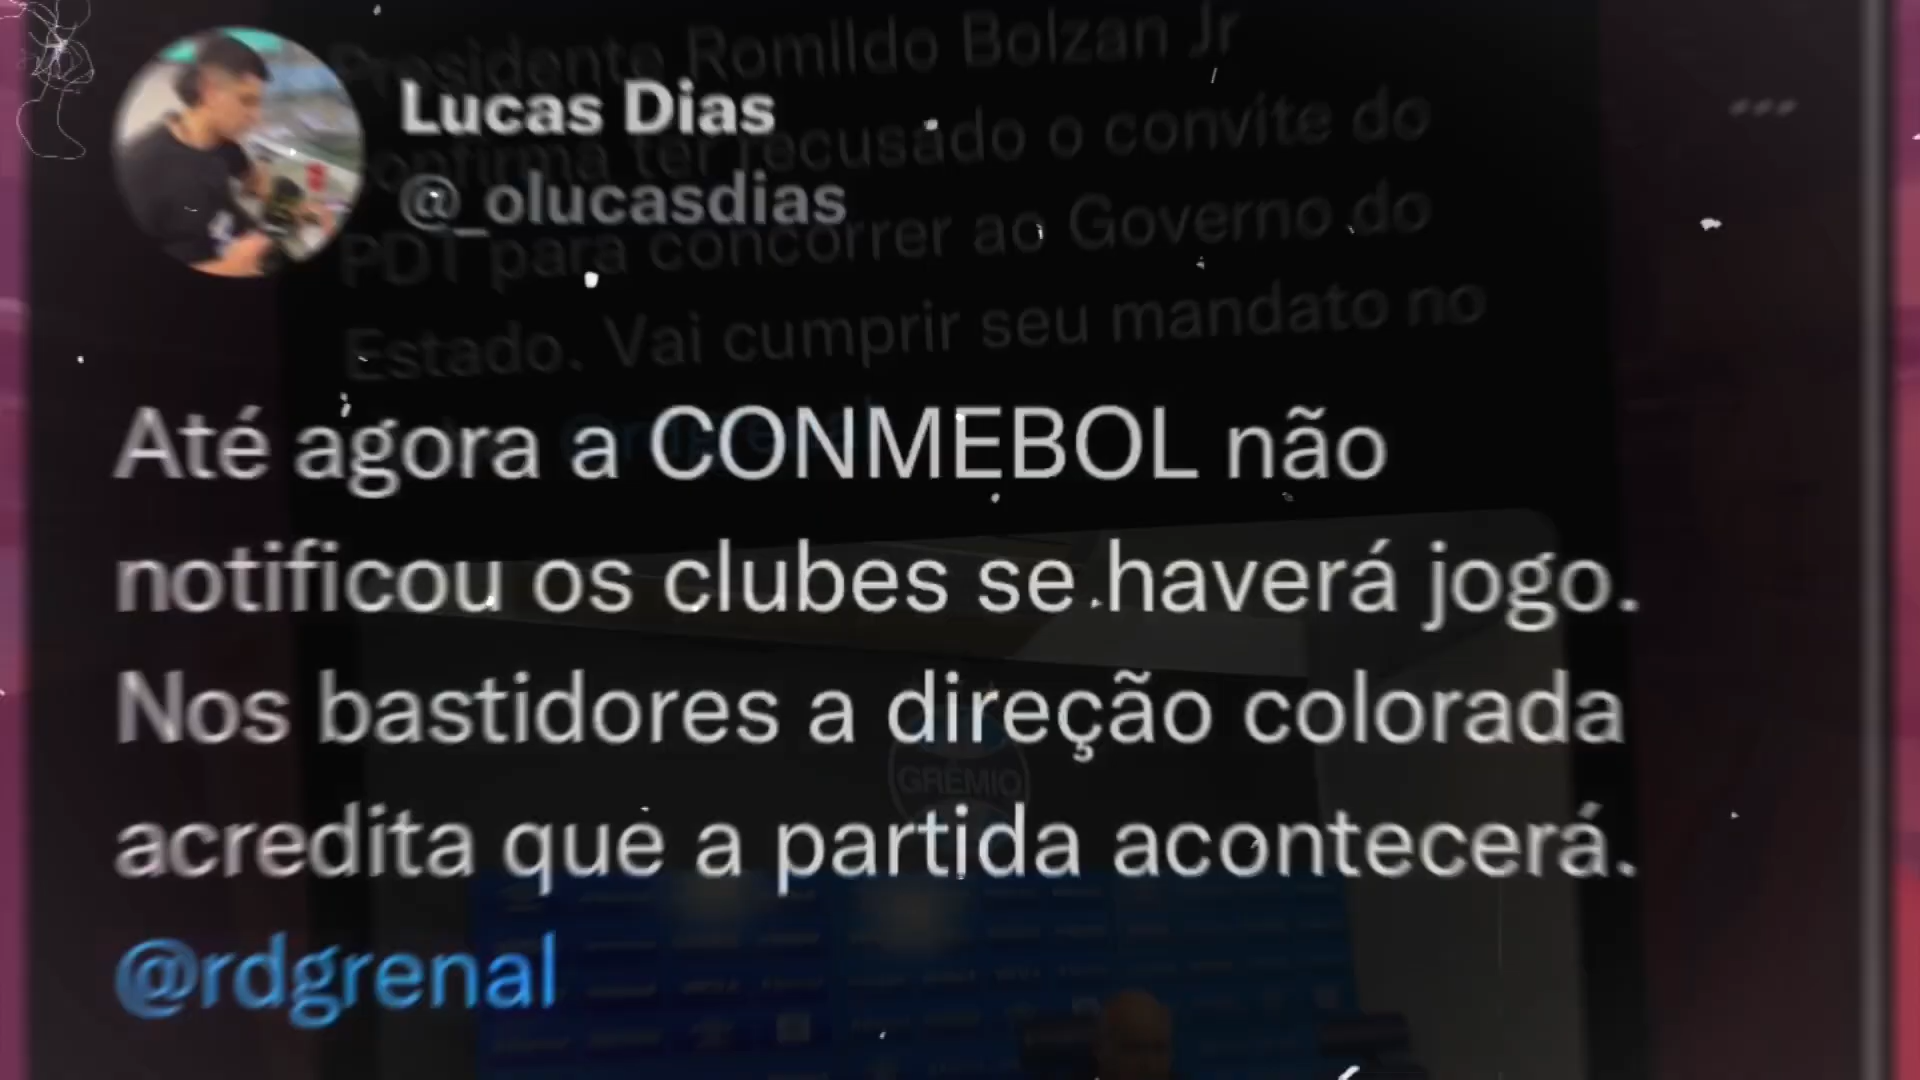 Lucas Dias
@_olucasdias
Até agora a CONMEBOL não
notificou os clubes se haverá jogo.
Nos bastidores a direção colorada
acredita que a partida acontecerá.
@rdgrenal
Presidente Romildo Bolzan Jr
confirma ter recusado o convite do
PDT para concorrer ao Governo do
Estado. Vai cumprir seu mandato no
GRÊMIO